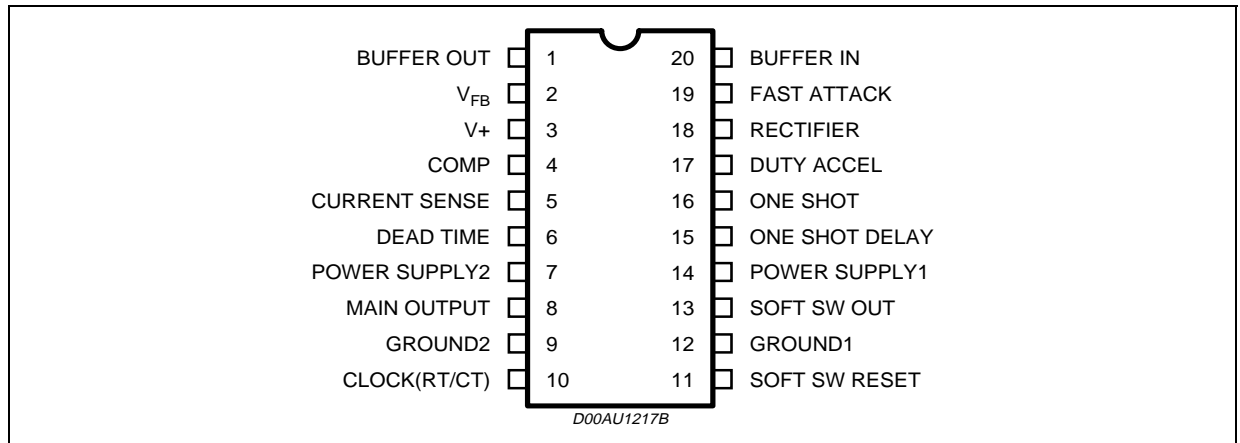 BUFFER OUT 1 20 BUFFER IN
VFB 2 19 FAST ATTACK
V+ 3 18 RECTIFIER
COMP 4 17 DUTY ACCEL
CURRENT SENSE 5 16 ONE SHOT
DEAD TIME 6 15 ONE SHOT DELAY
POWER SUPPLY2 7 14 POWER SUPPLY1
MAIN OUTPUT 8 13 SOFT SW OUT
GROUND2 9 12 GROUND1
CLOCK(RT/CT) 10 11 SOFT SW RESET
D00AU1217B